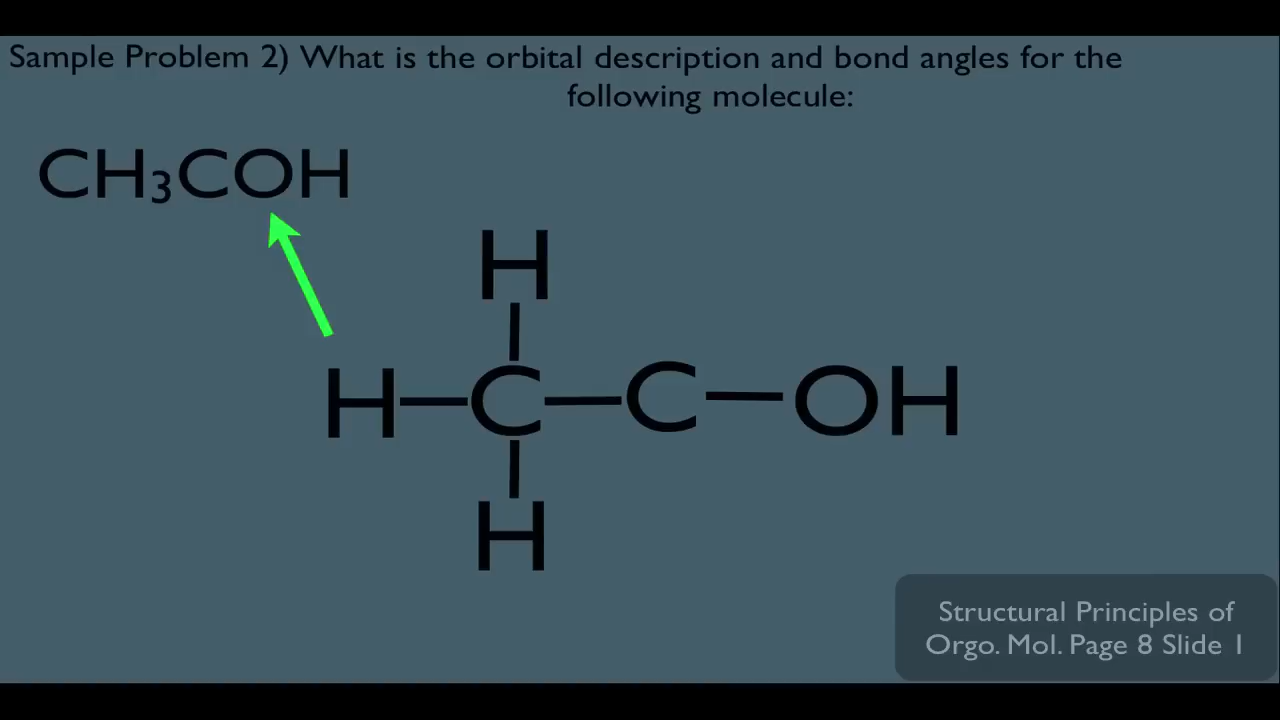 Sample Problem 2) What is the orbital description and bond angles for the
following molecule:
CH₃COH
H
H—C—C—OH
H
Structural Principles of
Orgo. Mol. Page 8 Slide 1